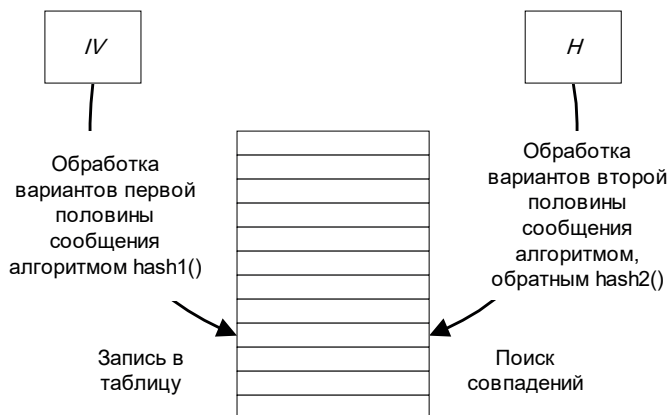 IV
H
Обработка
вариантов первой
половины
сообщения
алгоритмом hash1()
Обработка
вариантов второй
половины
сообщения
алгоритмом,
обратным hash2()
Запись в
таблицу
Поиск
совпадений